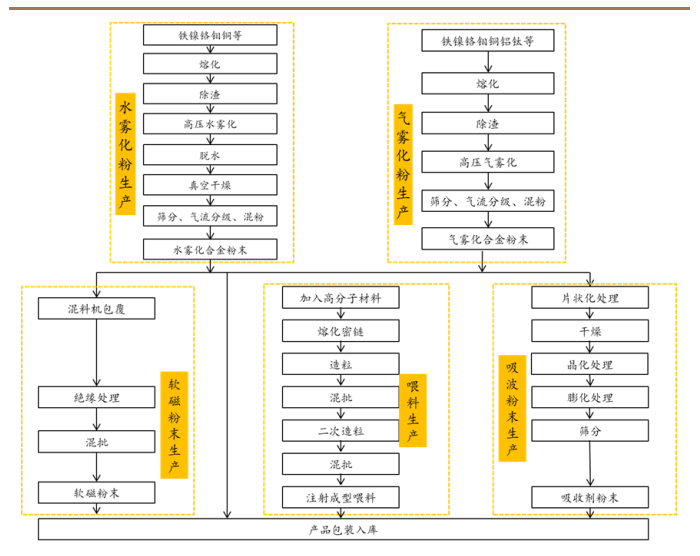 水雾化粉生产
铁镍铬钼铜等
熔化
除渣
高压水雾化
脱水
真空干燥
筛分、气流分级、混粉
水雾化合金粉末
气雾化粉生产
铁镍铬钼铜铝钛等
熔化
除渣
高压气雾化
筛分、气流分级、混粉
气雾化合金粉末
混料机包覆
绝缘处理
混批
软磁粉末
软磁粉末生产
加入高分子材料
熔化密链
造粒
混批
二次造粒
混批
注射成型喂料
喂料生产
吸波粉末生产
片状化处理
干燥
晶化处理
膨化处理
筛分
吸收剂粉末
产品包装入库